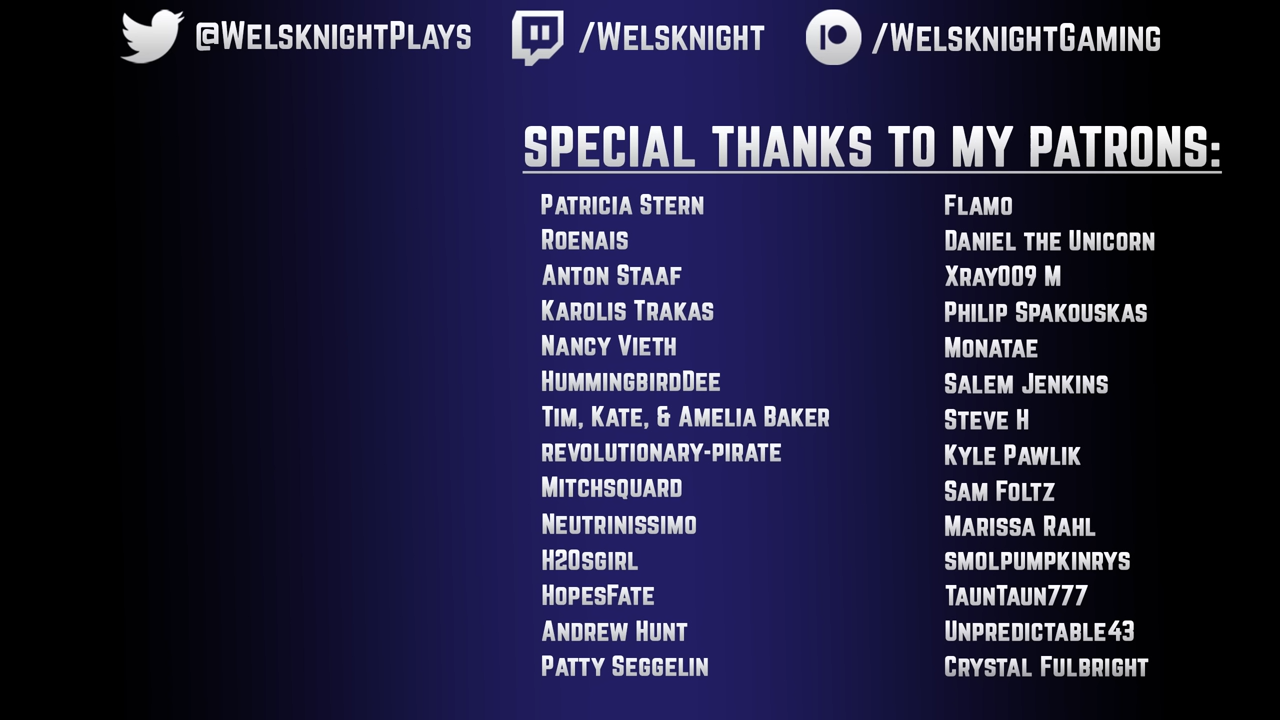 @WelsknightPlays /Welsknight /WelsknightGaming
SPECIAL THANKS TO MY PATRONS:
Patricia Stern
Roenais
Anton Staaf
Karolis Trakas
Nancy Vieth
HummingbirdDee
Tim, Kate, & Amelia Baker
revolutionary-pirate
Mitchsquard
Neutrinissimo
H2Osgirl
HopesFate
Andrew Hunt
Patty Seggelin
Flamo
Daniel the Unicorn
Xray009 M
Philip Spakouskas
Monatae
Salem Jenkins
Steve H
Kyle Pawlik
Sam Foltz
Marissa Rahl
smolpumpkinrys
TaunTaun777
Unpredictable43
Crystal Fulbright